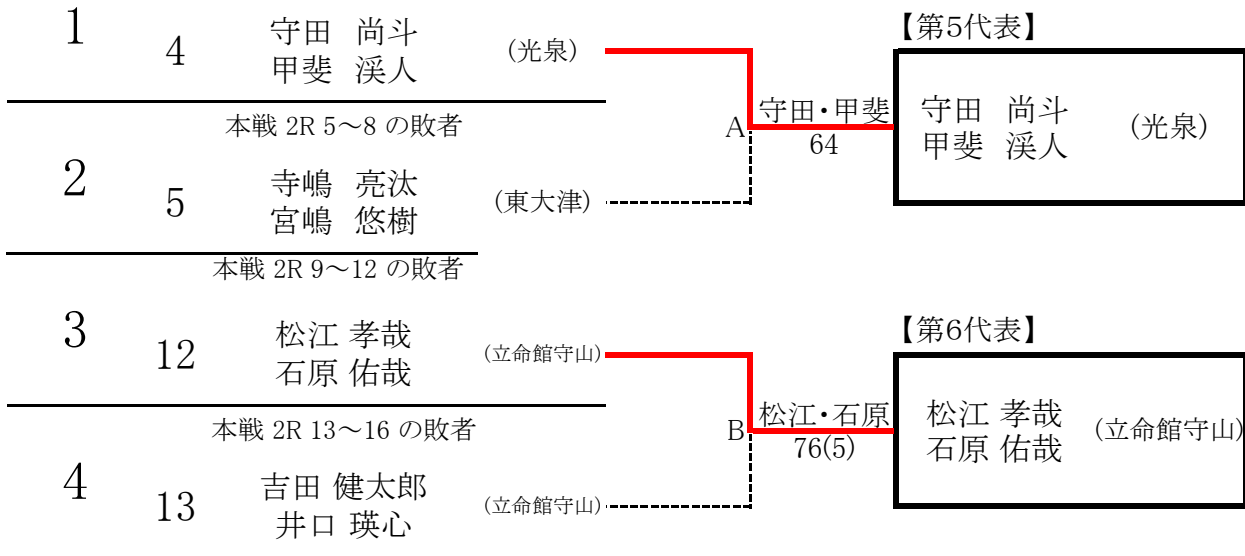 1
4
守田 尚斗
甲斐 渓人
(光泉)
本戦 2R 5～8 の敗者
2
5
寺嶋 亮汰
宮嶋 悠樹
(東大津)
本戦 2R 9～12 の敗者
3
12
松江 孝哉
石原 佑哉
(立命館守山)
本戦 2R 13～16 の敗者
4
13
吉田 健太郎
井口 瑛心
(立命館守山)
A
守田・甲斐
64
B
松江・石原
76(5)
【第5代表】
守田 尚斗
甲斐 渓人
(光泉)
【第6代表】
松江 孝哉
石原 佑哉
(立命館守山)